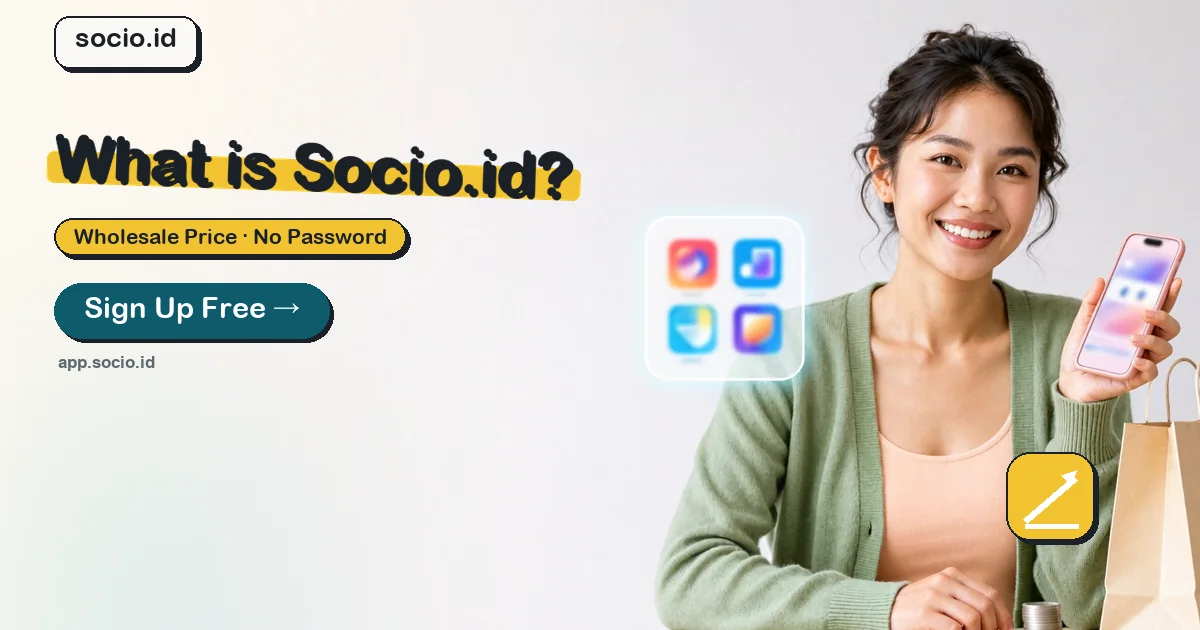 socio.id
What is Socio.id?
Wholesale Price · No Password
Sign Up Free →
app.socio.id